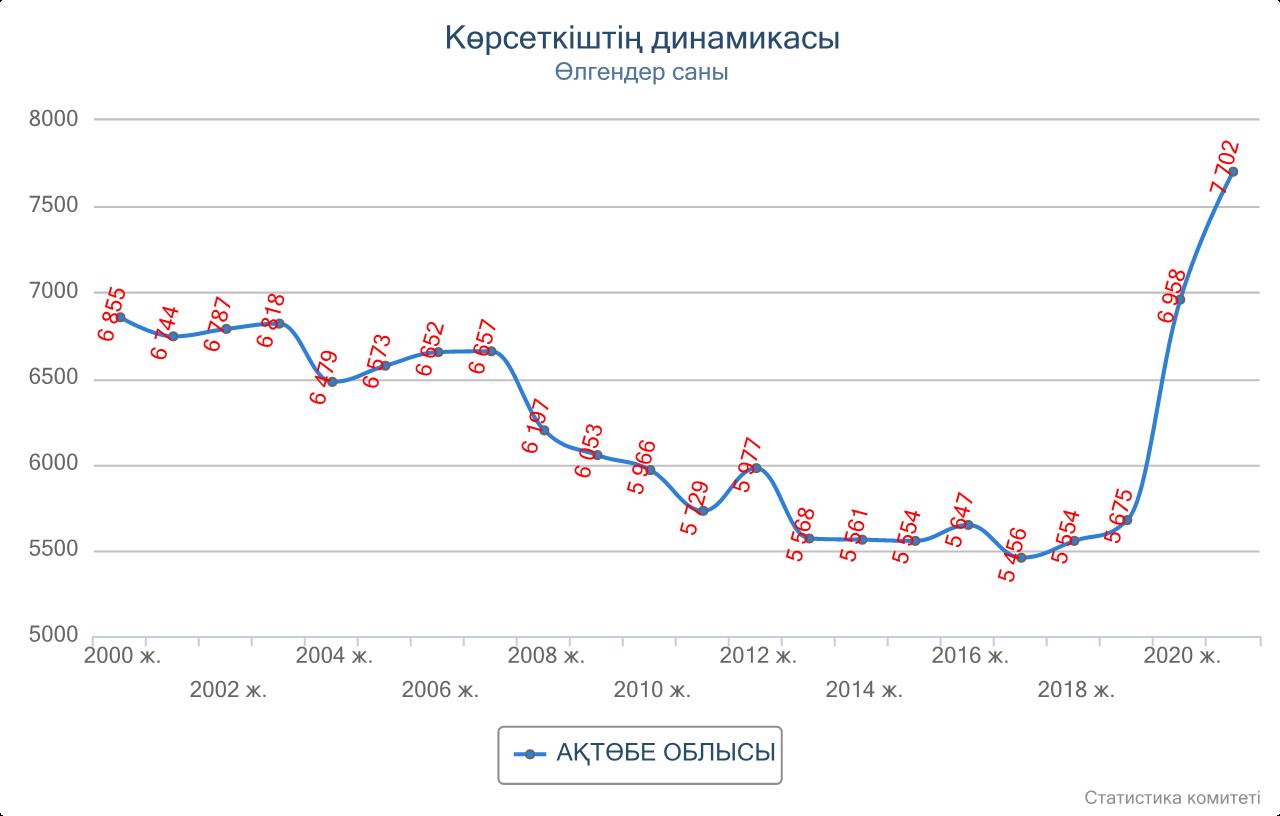 Көрсеткіштің динамикасы
Өлгендер саны
8000
7500
7000
6500
6000
5500
5000
6 855
6 744
6 787
6 818
6 479
6 573
6 652
6 657
6 197
6 053
5 966
5 729
5 977
5 568
5 561
5 554
5 647
5 456
5 554
5 675
6 958
7 702
2000 ж.
2002 ж.
2004 ж.
2006 ж.
2008 ж.
2010 ж.
2012 ж.
2014 ж.
2016 ж.
2018 ж.
2020 ж.
АҚТӨБЕ ОБЛЫСЫ
Статистика комитеті